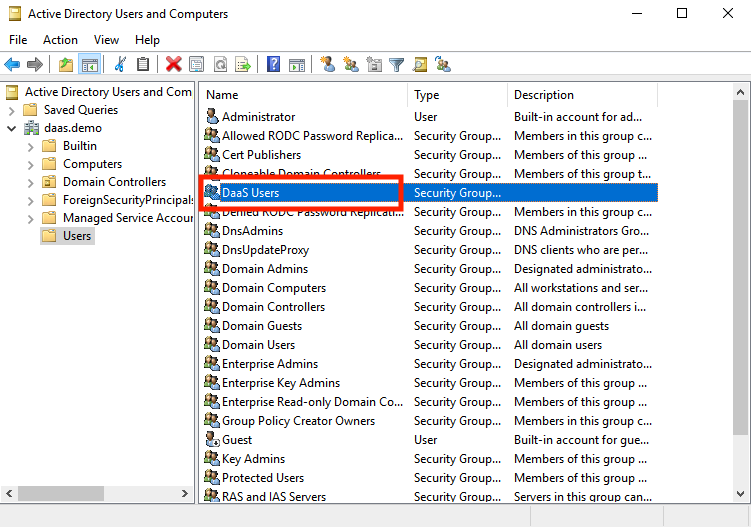 Active Directory Users and Computers
File Action View Help
Active Directory Users and Com
Saved Queries
daas.demo
Builtin
Computers
Domain Controllers
ForeignSecurityPrincipals
Managed Service Accour
Users
Name Type Description
Administrator User Built-in account for ad...
Allowed RODC Password Replica... Security Group... Members in this group c...
Cert Publishers Security Group... Members of this group ...
Cloneable Domain Controllers Security Group... Members of this group t...
DaaS Users Security Group...
Denied RODC Password Replicati... Security Group... Members in this group c...
DnsAdmins Security Group... DNS Administrators Gro...
DnsUpdateProxy Security Group... DNS clients who are per...
Domain Admins Security Group... Designated administrato...
Domain Computers Security Group... All workstations and ser...
Domain Controllers Security Group... All domain controllers i...
Domain Guests Security Group... All domain guests
Domain Users Security Group... All domain users
Enterprise Admins Security Group... Designated administrato...
Enterprise Key Admins Security Group... Members of this group ...
Enterprise Read-only Domain Co... Security Group... Members of this group ...
Group Policy Creator Owners Security Group... Members in this group c...
Guest User Built-in account for gue...
Key Admins Security Group... Members of this group ...
Protected Users Security Group... Members of this group ...
RAS and IAS Servers Security Group... Servers in this group can...